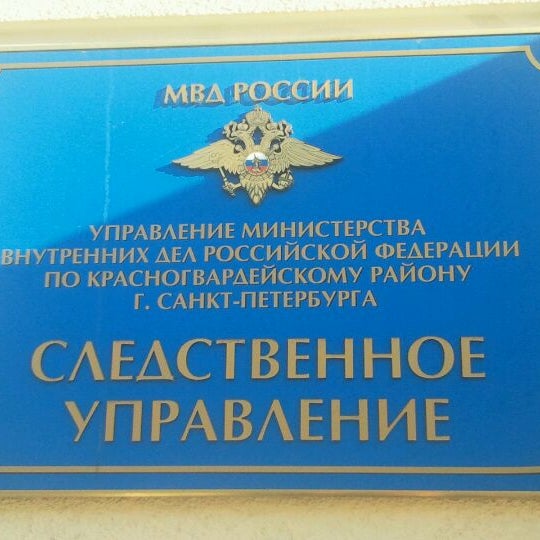 МВД РОССИИ
УПРАВЛЕНИЕ МИНИСТЕРСТВА
ВНУТРЕННИХ ДЕЛ РОССИЙСКОЙ ФЕДЕРАЦИИ
ПО КРАСНОГВАРДЕЙСКОМУ РАЙОНУ
Г. САНКТ-ПЕТЕРБУРГА
СЛЕДСТВЕННОЕ
УПРАВЛЕНИЕ